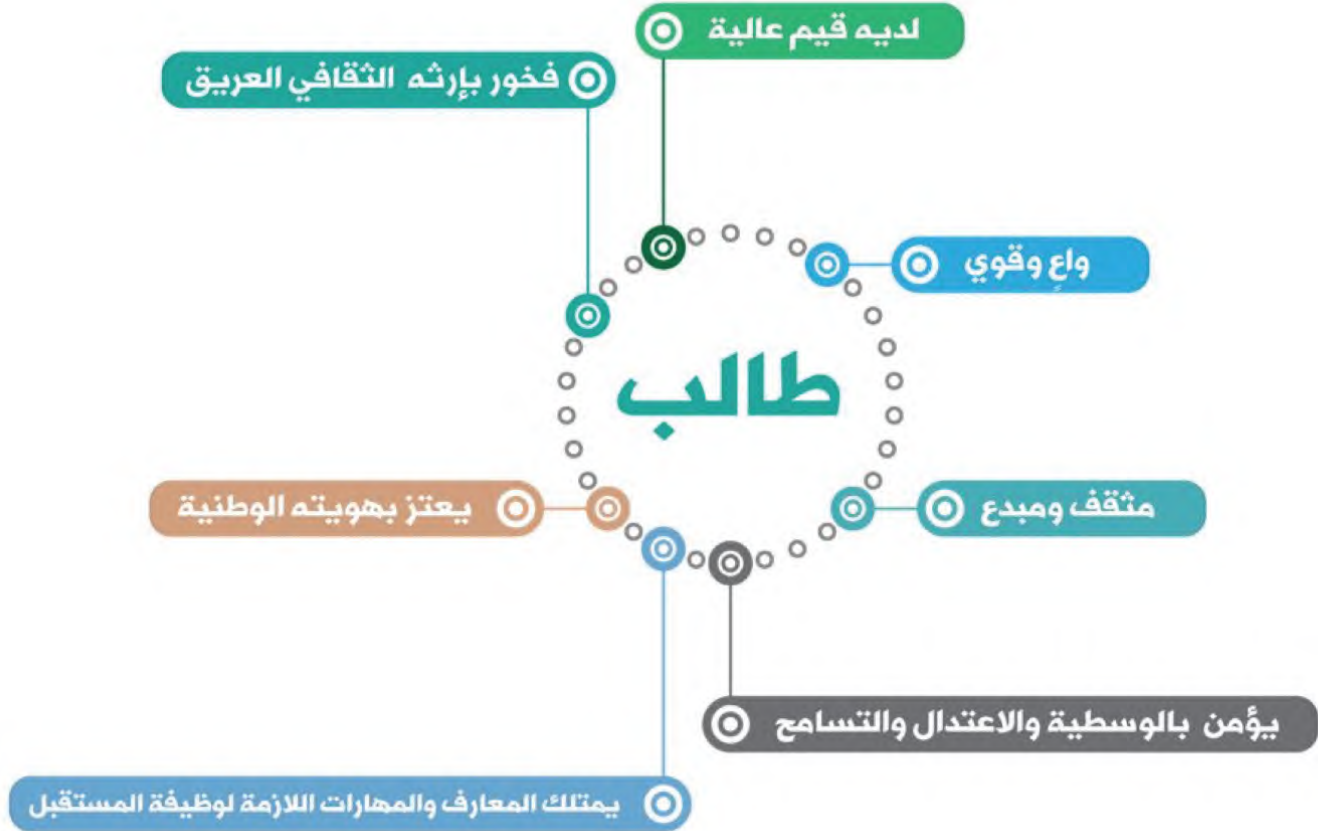 لديه قيم عالية
فخور بإرثه الثقافي العريق
واعٍ وقوي
طالب
يعتز بهويته الوطنية
مثقف ومبدع
يؤمن بالوسطية والاعتدال والتسامح
يمتلك المعارف والمهارات اللازمة لوظيفة المستقبل